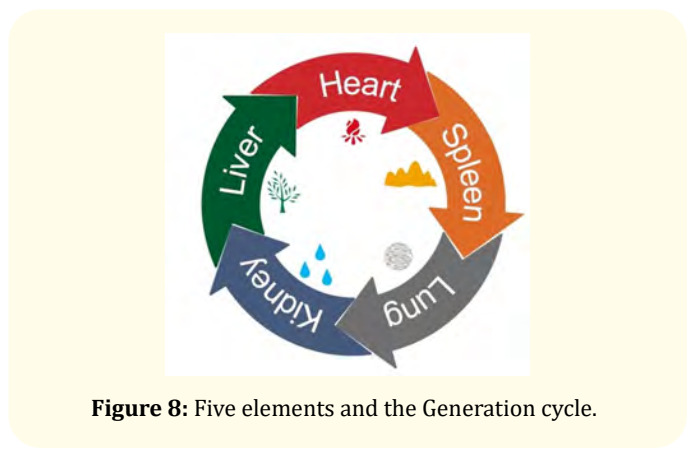 Heart
Spleen
Lung
Kidney
Liver
Figure 8: Five elements and the Generation cycle.